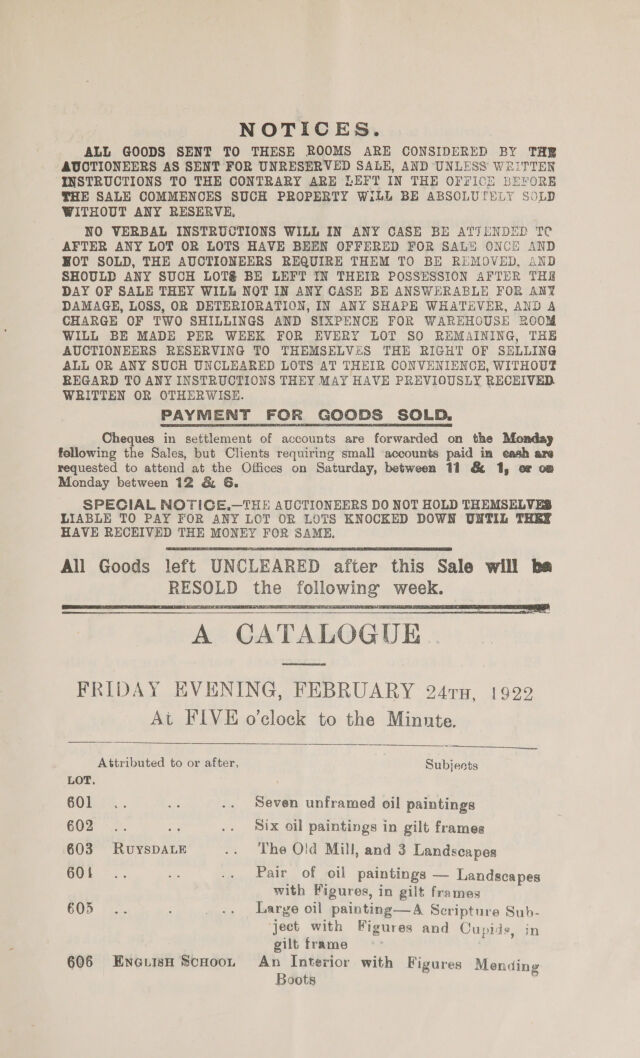 NOTICES.
ALL GOODS SENT TO THESE ROOMS ARE CONSIDERED BY THE
AUCTIONEERS AS SENT FOR UNRESERVED SALE, AND UNLESS WRITTEN
INSTRUCTIONS TO THE CONTRARY ARE LEFT IN THE OFFICE BEFORE
THE SALE COMMENCES SUCH PROPERTY WILL BE ABSOLUTELY SOLD
WITHOUT ANY RESERVE.
NO VERBAL INSTRUCTIONS WILL IN ANY CASE BE ATTENDED TO
AFTER ANY LOT OR LOTS HAVE BEEN OFFERED FOR SALE ONCE AND
NOT SOLD, THE AUCTIONEERS REQUIRE THEM TO BE REMOVED, AND
SHOULD ANY SUCH LOTS BE LEFT IN THEIR POSSESSION AFTER THE
DAY OF SALE THEY WILL NOT IN ANY CASE BE ANSWERABLE FOR ANY
DAMAGE, LOSS, OR DETERIORATION, IN ANY SHAPE WHATEVER, AND A
CHARGE OF TWO SHILLINGS AND SIXPENCE FOR WAREHOUSE ROOM
WILL BE MADE PER WEEK FOR EVERY LOT SO REMAINING, THE
AUCTIONEERS RESERVING TO THEMSELVES THE RIGHT OF SELLING
ALL OR ANY SUCH UNCLEARED LOTS AT THEIR CONVENIENCE, WITHOUT
REGARD TO ANY INSTRUCTIONS THEY MAY HAVE PREVIOUSLY RECEIVED
WRITTEN OR OTHERWISE.
PAYMENT FOR GOODS SOLD.
Cheques in settlement of accounts are forwarded on the Monday
following the Sales, but Clients requiring small accounts paid in cash are
requested to attend at the Offices on Saturday, between 11 & 1, or on
Monday between 12 & 6.
SPECIAL NOTICE.—THE AUCTIONEERS DO NOT HOLD THEMSELVES
LIABLE TO PAY FOR ANY LOT OR LOTS KNOCKED DOWN UNTIL THEY
HAVE RECEIVED THE MONEY FOR SAME.
All Goods left UNCLEARED after this Sale will be
RESOLD the following week.
A CATALOGUE
FRIDAY EVENING, FEBRUARY 24TH, 1922
At FIVE o'clock to the Minute.
Attributed to or after. Subjects
LOT.
601 .. .. .. Seven unframed oil paintings
602 .. .. .. Six oil paintings in gilt frames
603 RUYSDALE .. The Old Mill, and 3 Landscapes
604 .. .. .. Pair of oil paintings — Landscapes
with Figures, in gilt frames
605 .. . .. Large oil painting—A Scripture Sub-
ject with Figures and Cupids, in
gilt frame
606 ENGLISH SCHOOL An Interior with Figures Mending
Boots